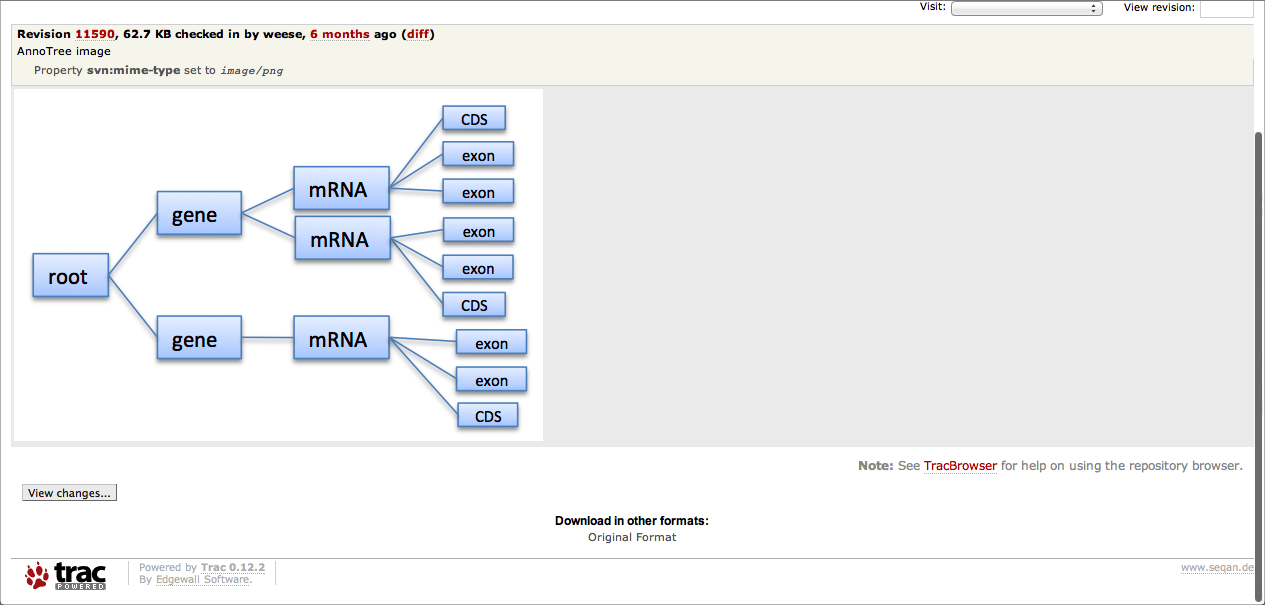 Visit:
View revision:
Revision 11590, 62.7 KB checked in by weese, 6 months ago (diff)
AnnoTree image
Property svn:mime-type set to image/png
CDS
exon
mRNA
exon
gene
mRNA
exon
exon
root
CDS
gene
mRNA
exon
exon
CDS
Note: See TracBrowser for help on using the repository browser.
View changes...
Download in other formats:
Original Format
trac
POWERED
Powered by Trac 0.12.2
By Edgewall Software.
www.seqan.de